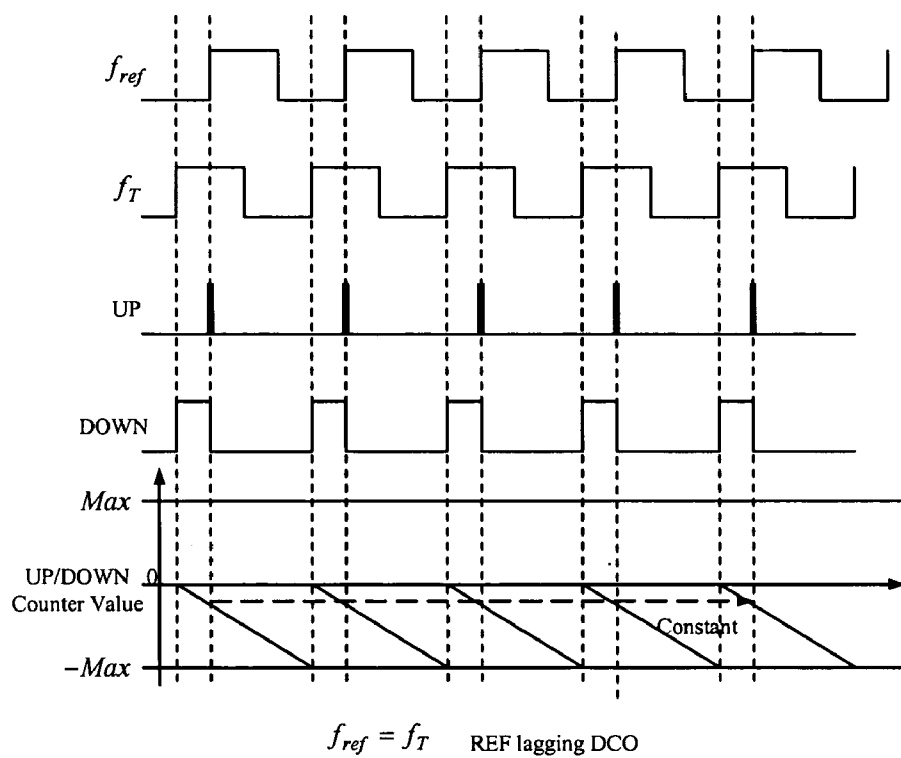 f_ref
f_T
UP
DOWN
Max
UP/DOWN 0
Counter Value
Constant
−Max
f_ref = f_T REF lagging DCO